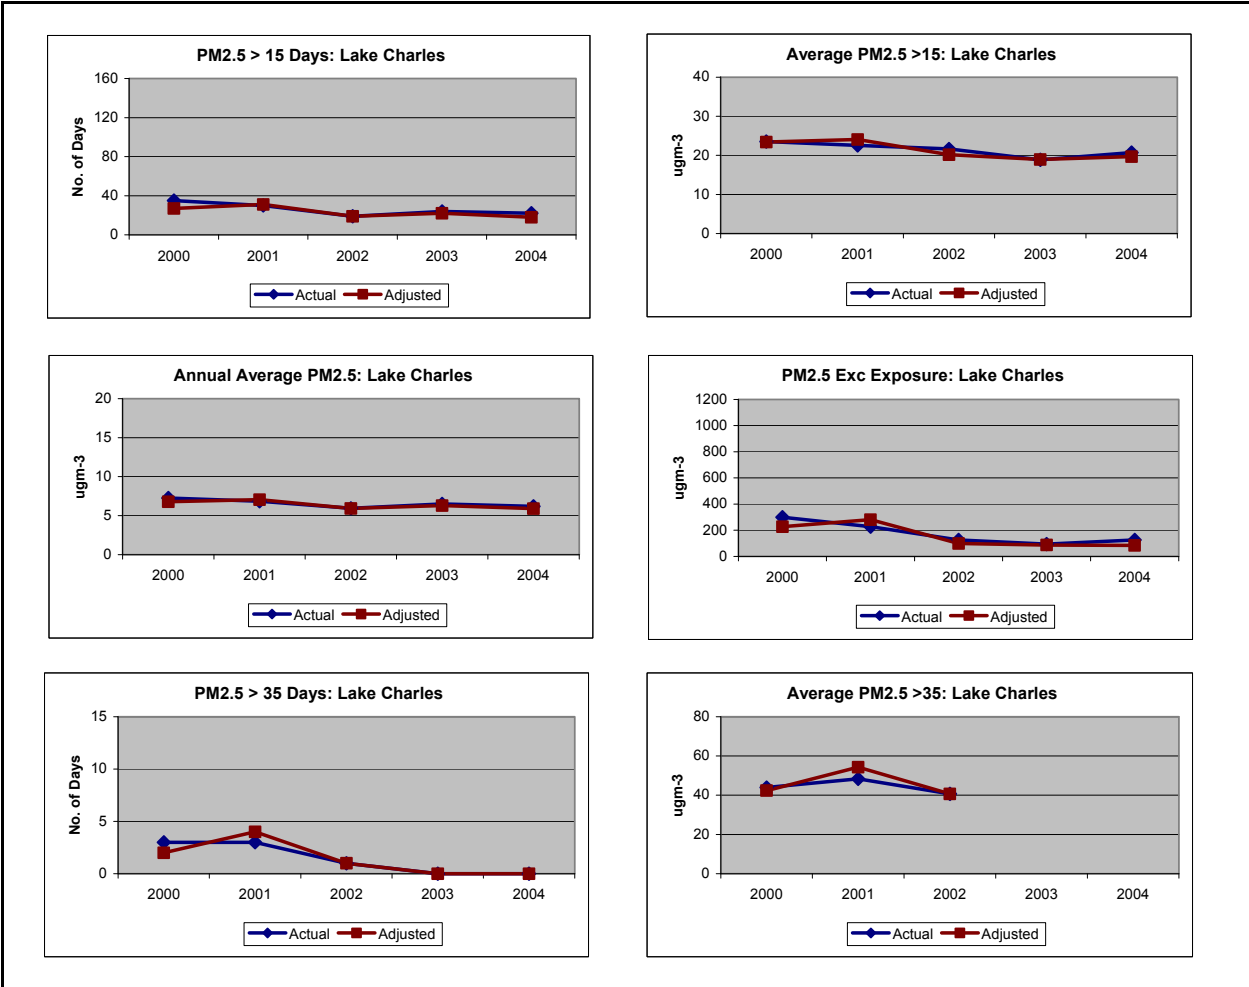 PM2.5 > 15 Days: Lake Charles
No. of Days
160
120
80
40
0
2000 2001 2002 2003 2004
Actual Adjusted
Average PM2.5 >15: Lake Charles
ugm-3
40
30
20
10
0
2000 2001 2002 2003 2004
Actual Adjusted
Annual Average PM2.5: Lake Charles
ugm-3
20
15
10
5
0
2000 2001 2002 2003 2004
Actual Adjusted
PM2.5 Exc Exposure: Lake Charles
ugm-3
1200
1000
800
600
400
200
0
2000 2001 2002 2003 2004
Actual Adjusted
PM2.5 > 35 Days: Lake Charles
No. of Days
15
10
5
0
2000 2001 2002 2003 2004
Actual Adjusted
Average PM2.5 >35: Lake Charles
ugm-3
80
60
40
20
0
2000 2001 2002 2003 2004
Actual Adjusted